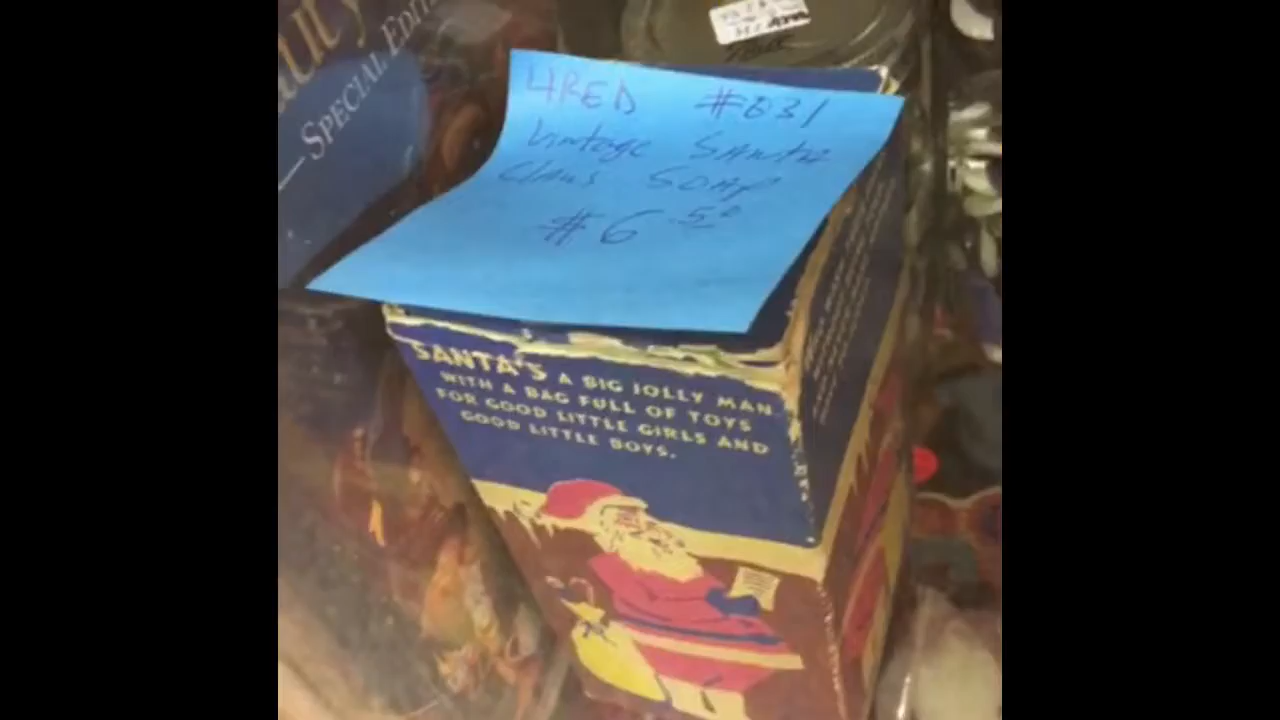 SPECIAL EDITI
4RED #831
Vintage SANTA
Claus SOAP
#6.50
SANTA'S A BIG JOLLY MAN
WITH A BAG FULL OF TOYS
FOR GOOD LITTLE GIRLS AND
GOOD LITTLE BOYS.